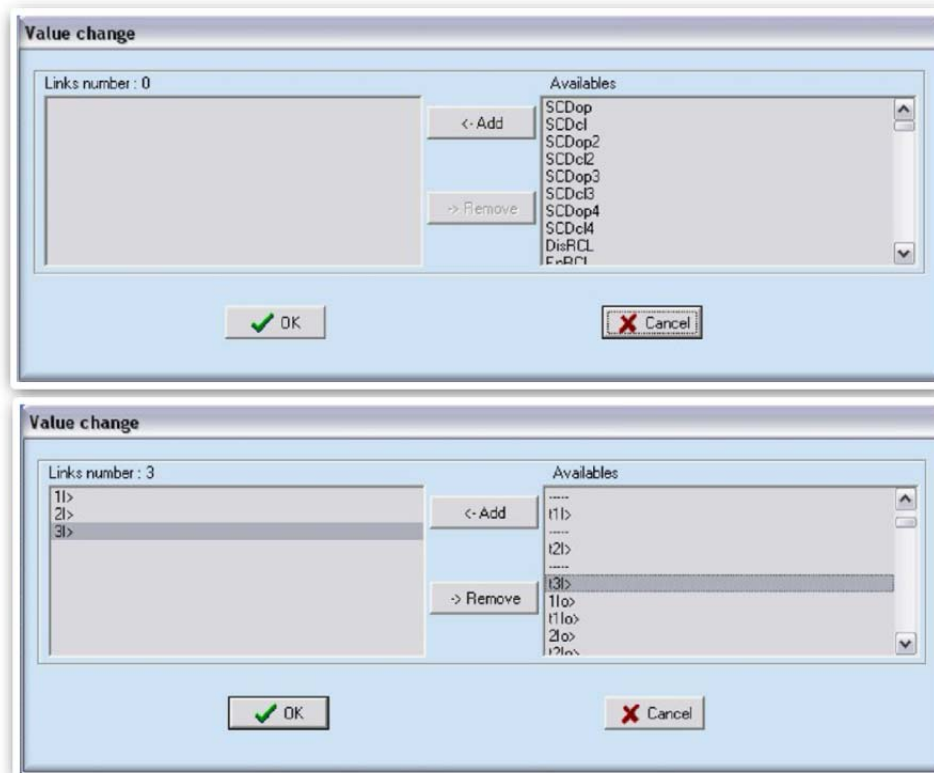 Value change
Links number : 0
Availables
<- Add
-> Remove
SCDop
SCDcl
SCDop2
SCDcl2
SCDop3
SCDcl3
SCDop4
SCDcl4
DisRCL
EnRCL
OK
Cancel
Value change
Links number : 3
Availables
1I>
2I>
3I>
<- Add
-> Remove
-----
t1I>
-----
t2I>
-----
t3I>
1Io>
t1Io>
2Io>
t2Io>
OK
Cancel